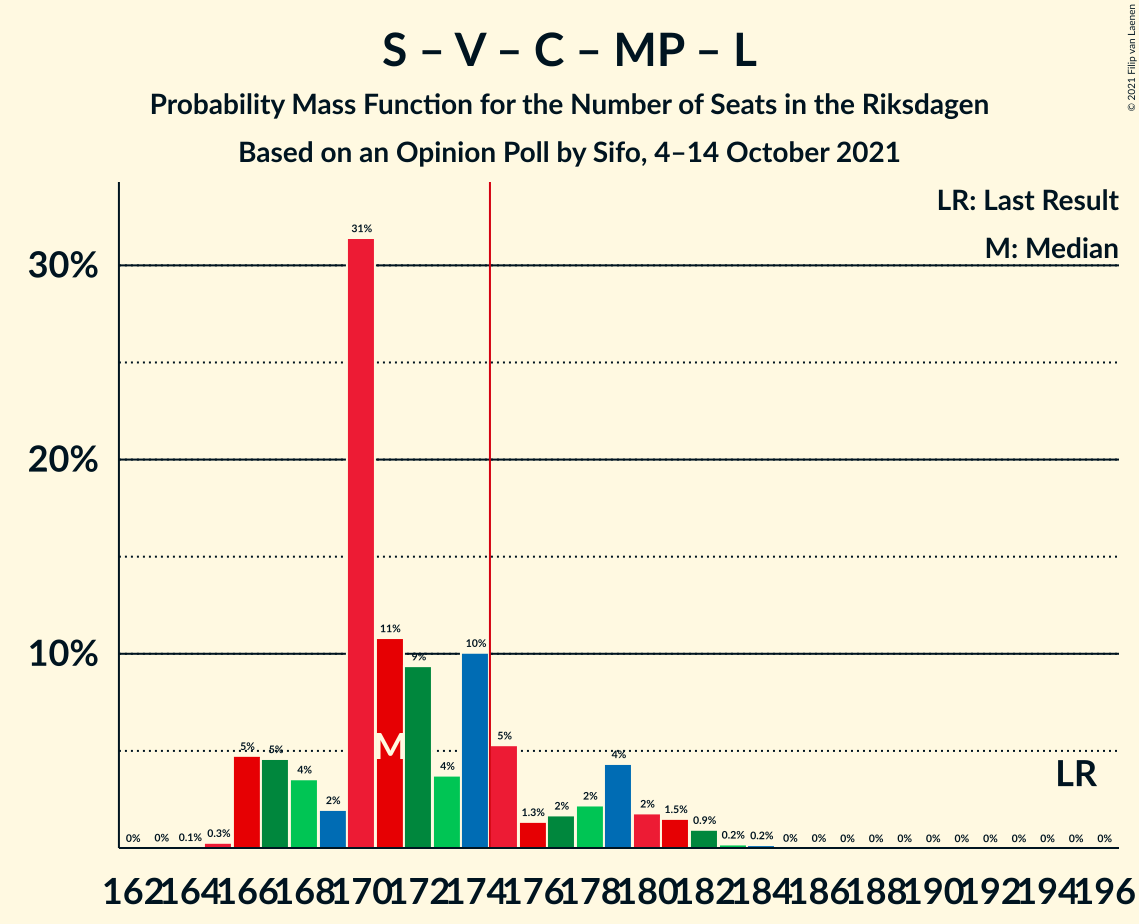 S – V – C – MP – L
Probability Mass Function for the Number of Seats in the Riksdagen
Based on an Opinion Poll by Sifo, 4–14 October 2021
© 2021 Filip van Laenen
LR: Last Result
M: Median
30%
20%
10%
0% 0% 0.1% 0.3% 5% 5% 4% 2% 31% 11% 9% 4% 10% 5% 1.3% 2% 2% 4% 2% 1.5% 0.9% 0.2% 0.2% 0% 0% 0% 0% 0% 0% 0% 0% 0% 0% 0% 0%
M
LR
162 164 166 168 170 172 174 176 178 180 182 184 186 188 190 192 194 196